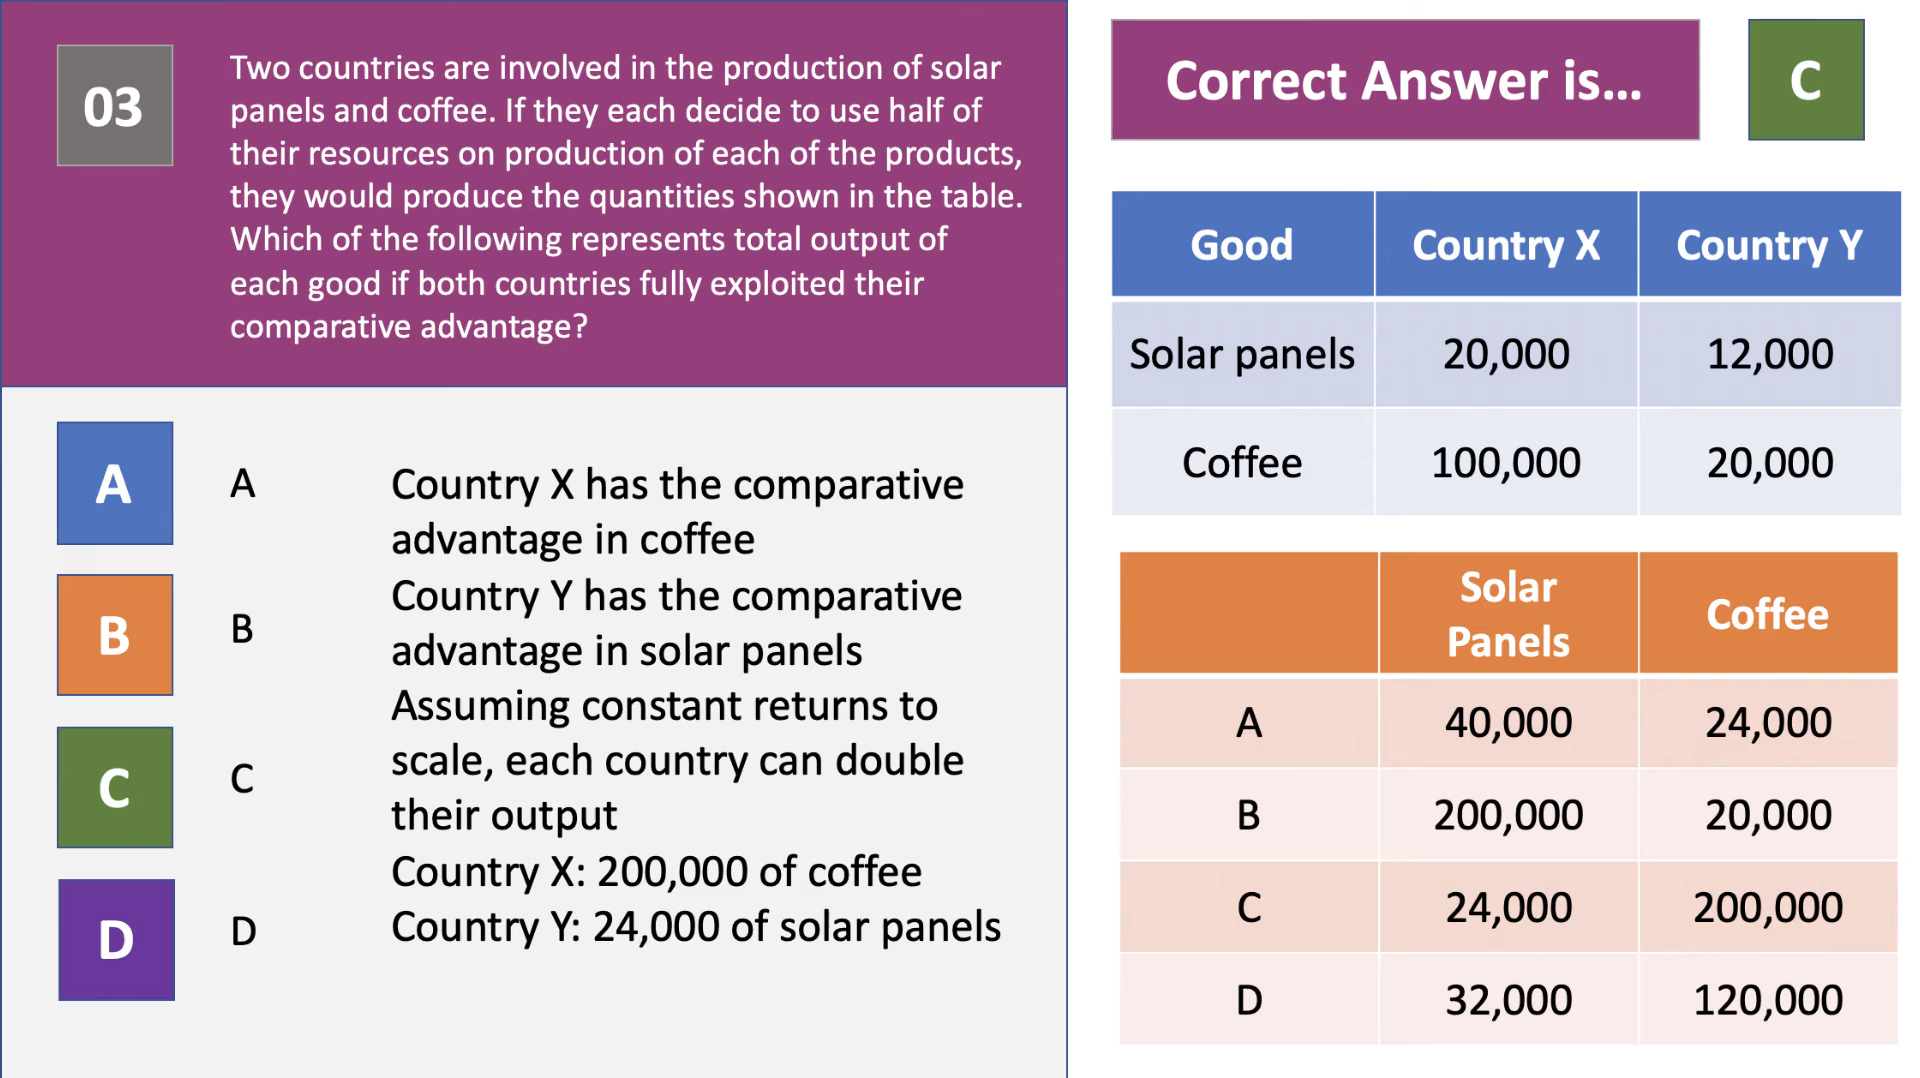 03
Two countries are involved in the production of solar
panels and coffee. If they each decide to use half of
their resources on production of each of the products,
they would produce the quantities shown in the table.
Which of the following represents total output of
each good if both countries fully exploited their
comparative advantage?
A
A
B
B
C
C
D
D
Country X has the comparative
advantage in coffee
Country Y has the comparative
advantage in solar panels
Assuming constant returns to
scale, each country can double
their output
Country X: 200,000 of coffee
Country Y: 24,000 of solar panels
Correct Answer is...
C
Good Country X Country Y
Solar panels 20,000 12,000
Coffee 100,000 20,000
Solar
Panels
Coffee
A 40,000 24,000
B 200,000 20,000
C 24,000 200,000
D 32,000 120,000